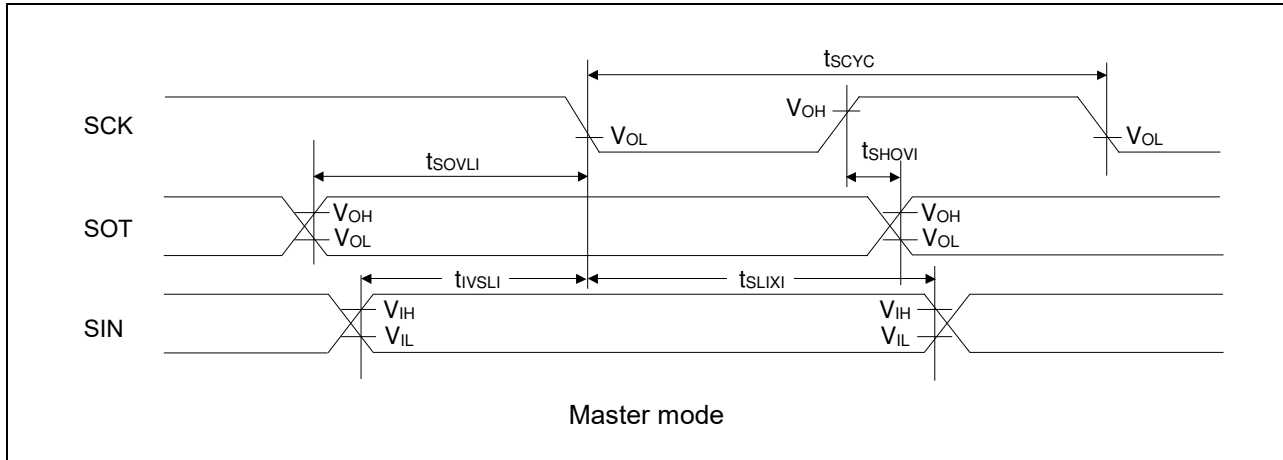 tSCYC
SCK
VOH
VOL
VOL
tSOVLI
tSHOVI
SOT
VOH
VOL
VOH
VOL
tIVSLI
tSLIXI
SIN
VIH
VIL
VIH
VIL
Master mode